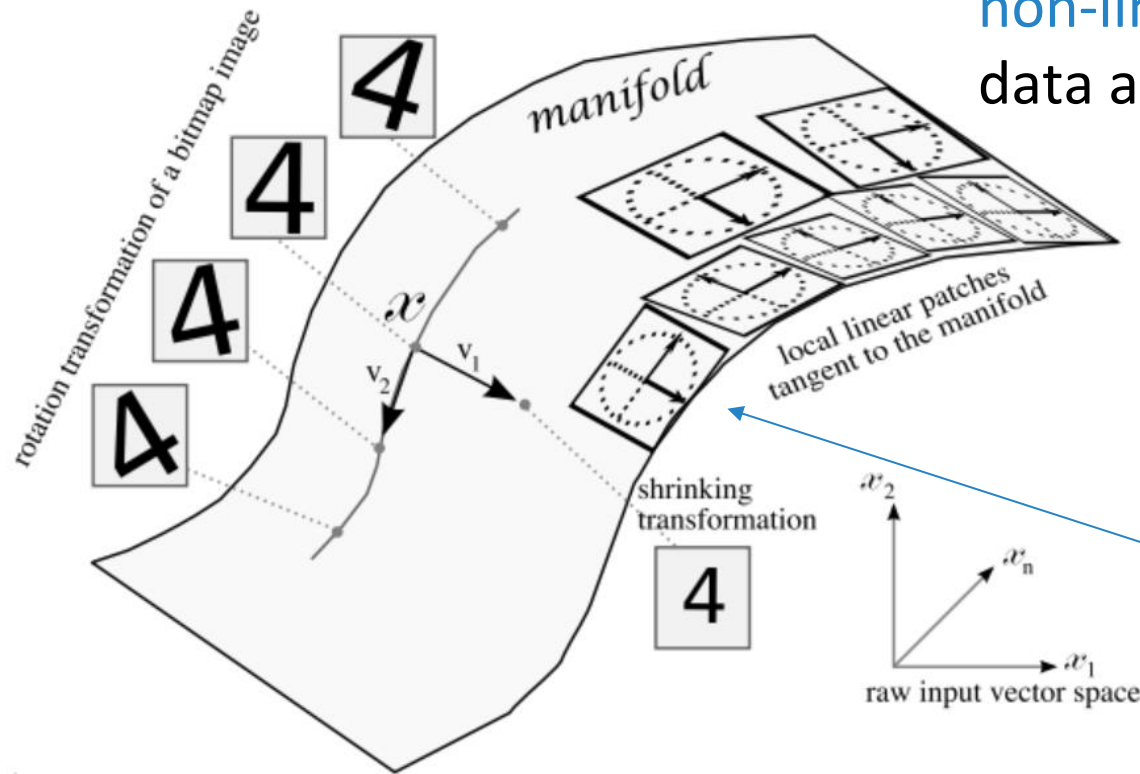 non-lin
data a
rotation transformation of a bitmap image
4
manifold
4
4
x
v1
v2
4
local linear patches
tangent to the manifold
shrinking
transformation
4
x2
xn
x1
raw input vector space